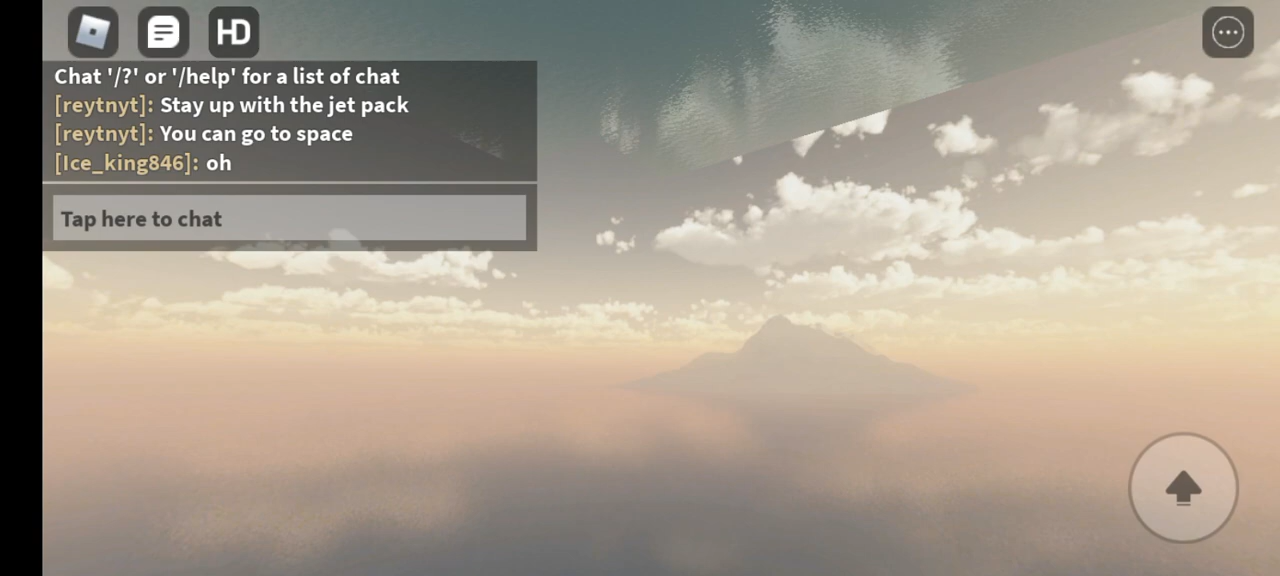 HD
Chat '/?' or '/help' for a list of chat
[reytnyt]: Stay up with the jet pack
[reytnyt]: You can go to space
[Ice_king846]: oh
Tap here to chat